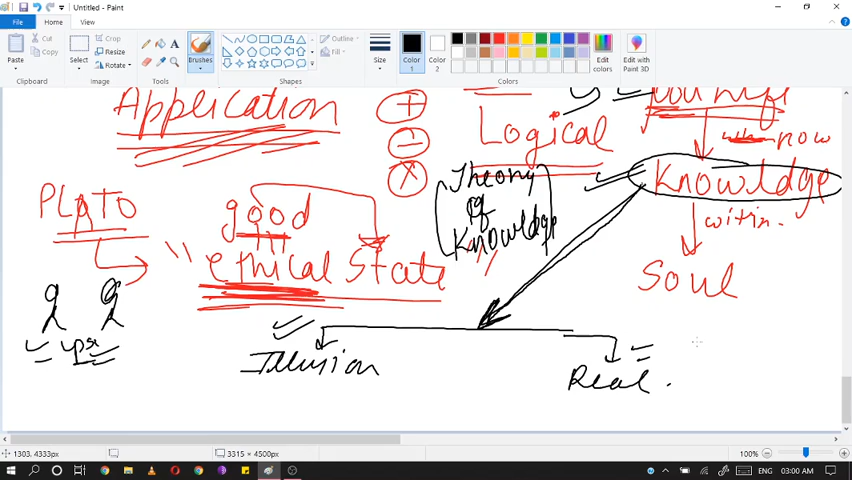 Untitled - Paint
File
Home
View
Paste
Cut
Copy
Clipboard
Select
Crop
Resize
Rotate
Image
Tools
Brushes
Shapes
Outline
Fill
Size
Color 1
Color 2
Edit colors
Edit with Paint 3D
Colors
Application
Logical
now
Theory of Knowledge
Knowldge
PLATO
good
"ethical State"
within.
Soul
UPSC
Illusion
Real.
1303, 4333px
3315 × 4500px
100%
ENG
03:00 AM